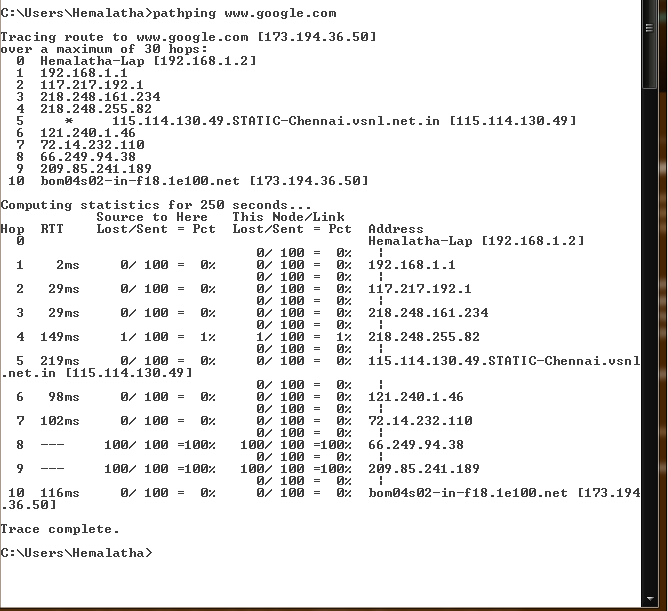 C:\Users\Hemalatha>pathping www.google.com
Tracing route to www.google.com [173.194.36.50]
over a maximum of 30 hops:
0 Hemalatha-Lap [192.168.1.2]
1 192.168.1.1
2 117.217.192.1
3 218.248.161.234
4 218.248.255.82
5 * 115.114.130.49.STATIC-Chennai.vsnl.net.in [115.114.130.49]
6 121.240.1.46
7 72.14.232.110
8 66.249.94.38
9 209.85.241.189
10 bom04s02-in-f18.1e100.net [173.194.36.50]
Computing statistics for 250 seconds...
Source to Here This Node/Link
Hop RTT Lost/Sent = Pct Lost/Sent = Pct Address
0 Hemalatha-Lap [192.168.1.2]
0/ 100 = 0% ¦
1 2ms 0/ 100 = 0% 0/ 100 = 0% 192.168.1.1
0/ 100 = 0% ¦
2 29ms 0/ 100 = 0% 0/ 100 = 0% 117.217.192.1
0/ 100 = 0% ¦
3 29ms 0/ 100 = 0% 0/ 100 = 0% 218.248.161.234
0/ 100 = 0% ¦
4 149ms 1/ 100 = 1% 1/ 100 = 1% 218.248.255.82
0/ 100 = 0% ¦
5 219ms 0/ 100 = 0% 0/ 100 = 0% 115.114.130.49.STATIC-Chennai.vsnl
.net.in [115.114.130.49]
0/ 100 = 0% ¦
6 98ms 0/ 100 = 0% 0/ 100 = 0% 121.240.1.46
0/ 100 = 0% ¦
7 102ms 0/ 100 = 0% 0/ 100 = 0% 72.14.232.110
0/ 100 = 0% ¦
8 --- 100/ 100 =100% 100/ 100 =100% 66.249.94.38
0/ 100 = 0% ¦
9 --- 100/ 100 =100% 100/ 100 =100% 209.85.241.189
0/ 100 = 0% ¦
10 116ms 0/ 100 = 0% 0/ 100 = 0% bom04s02-in-f18.1e100.net [173.194
.36.50]
Trace complete.
C:\Users\Hemalatha>